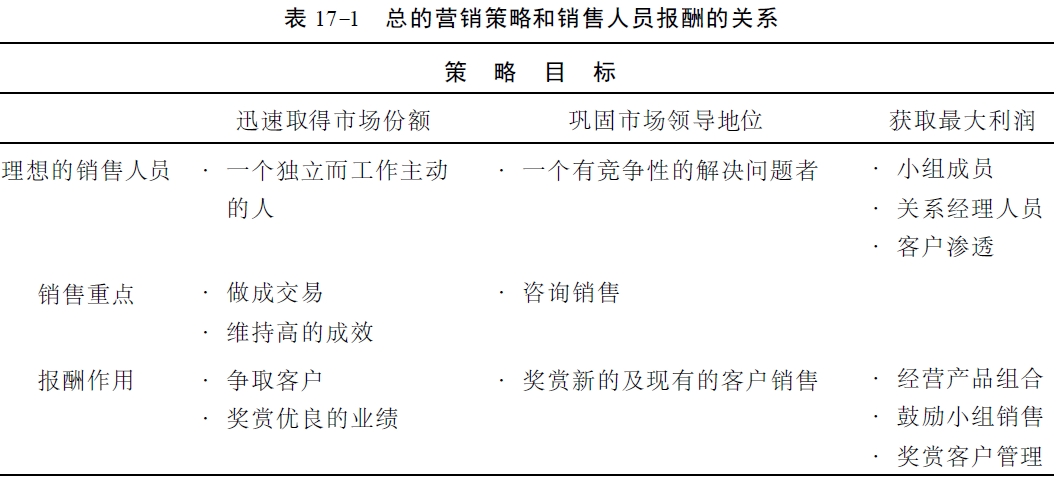 表 17-1 总的营销策略和销售人员报酬的关系
策 略 目 标
迅速取得市场份额 巩固市场领导地位 获取最大利润
理想的销售人员 · 一个独立而工作主动 · 一个有竞争性的解决问题者 · 小组成员
的人 · 关系经理人员
· 客户渗透
销售重点 · 做成交易 · 咨询销售
· 维持高的成效
报酬作用 · 争取客户 · 奖赏新的及现有的客户销售 · 经营产品组合
· 奖赏优良的业绩 · 鼓励小组销售
· 奖赏客户管理